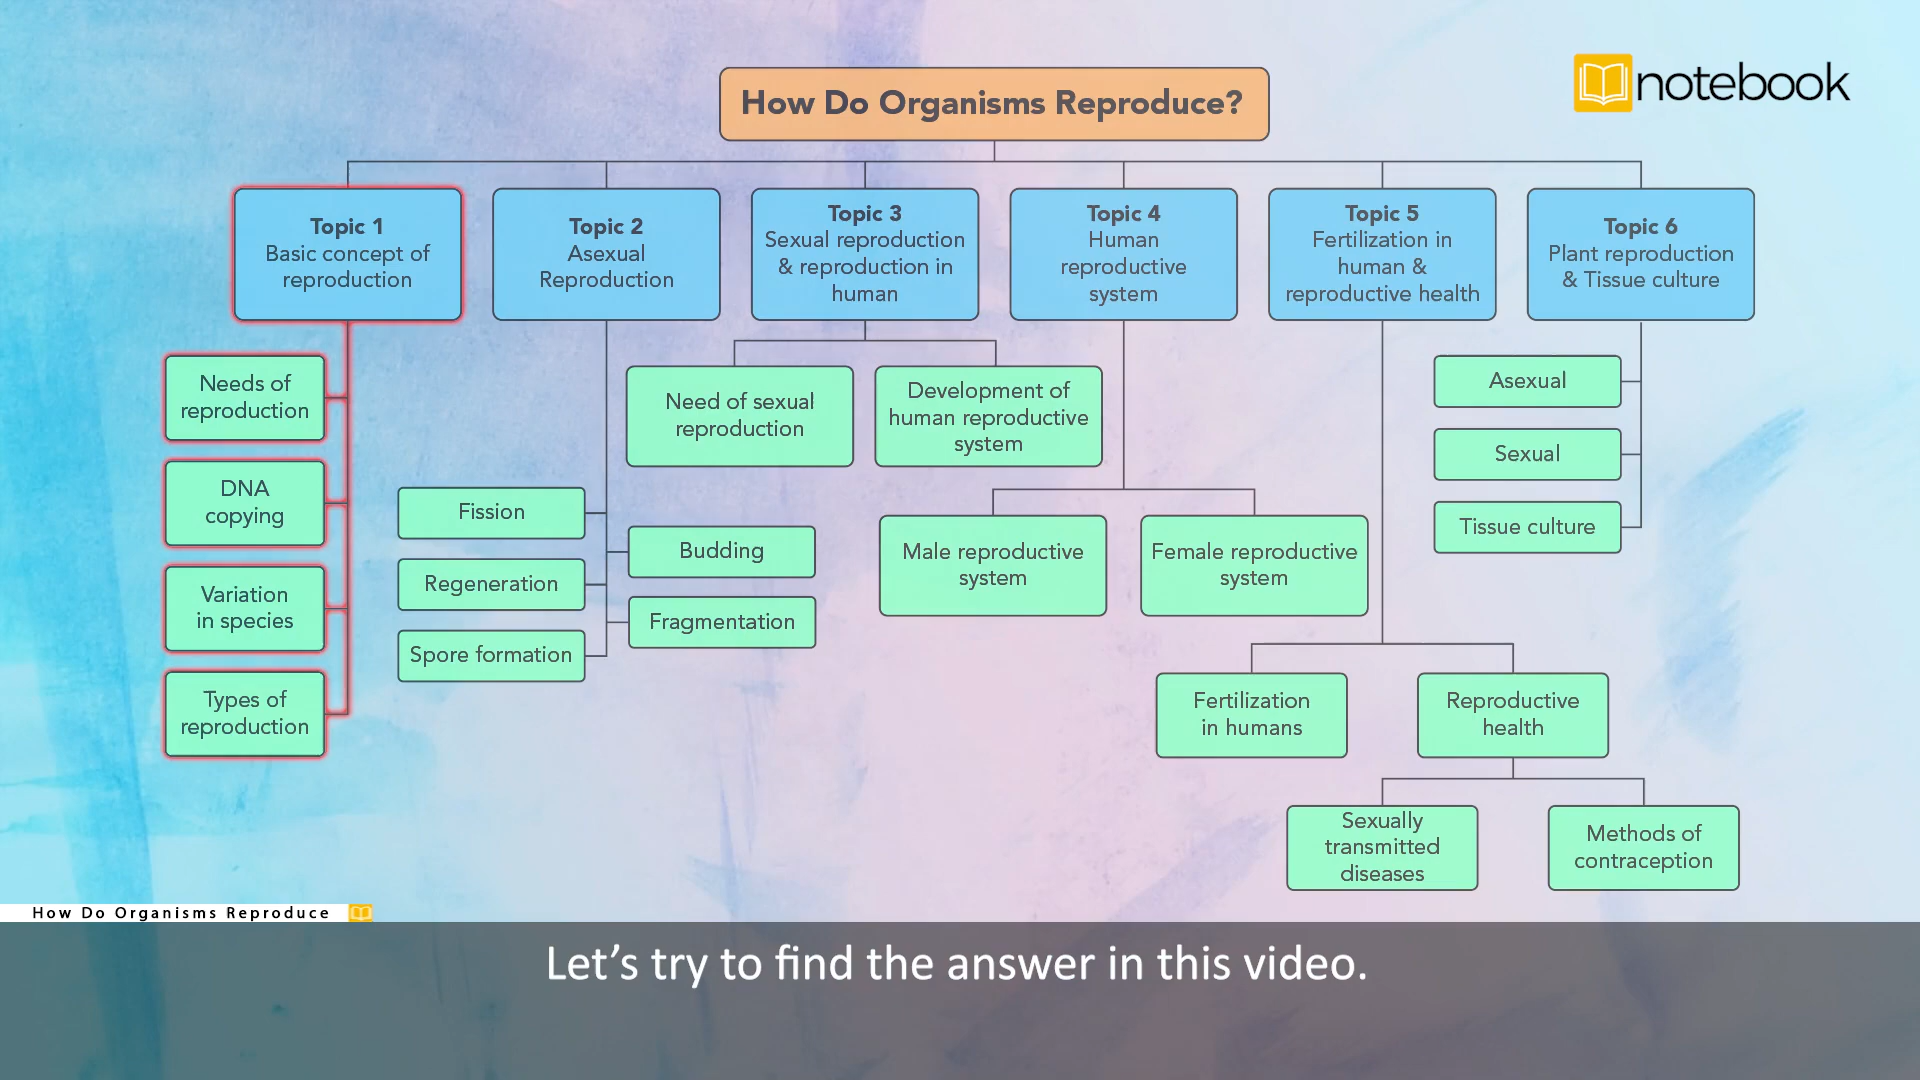 How Do Organisms Reproduce?
notebook
Topic 1
Basic concept of
reproduction
Topic 2
Asexual
Reproduction
Topic 3
Sexual reproduction
& reproduction in
human
Topic 4
Human
reproductive
system
Topic 5
Fertilization in
human &
reproductive health
Topic 6
Plant reproduction
& Tissue culture
Needs of
reproduction
DNA
copying
Variation
in species
Types of
reproduction
Fission
Regeneration
Spore formation
Budding
Fragmentation
Need of sexual
reproduction
Development of
human reproductive
system
Male reproductive
system
Female reproductive
system
Fertilization
in humans
Reproductive
health
Sexually
transmitted
diseases
Methods of
contraception
Asexual
Sexual
Tissue culture
How Do Organisms Reproduce
Let’s try to find the answer in this video.